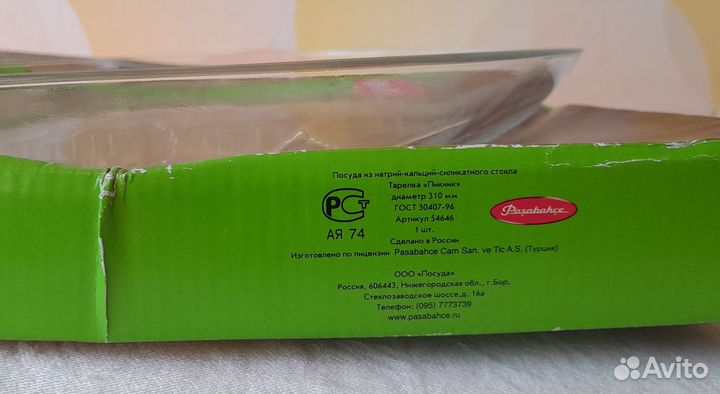 Посуда из натрий-кальций-силикатного стекла
Тарелка «Пикник»
диаметр 310 мм
ГОСТ 30407-96
Артикул 54646
1 шт.
Сделано в России
Изготовлено по лицензии Pasabahce Cam San. ve Tic A.S. (Турция)
РСТ
АЯ 74
Paşabahçe
ООО «Посуда»
Россия, 606443, Нижегородская обл., г.Бор,
Стеклозаводское шоссе,д. 16а
Телефон: (095) 7773739
www.pasabahce.ru
Avito